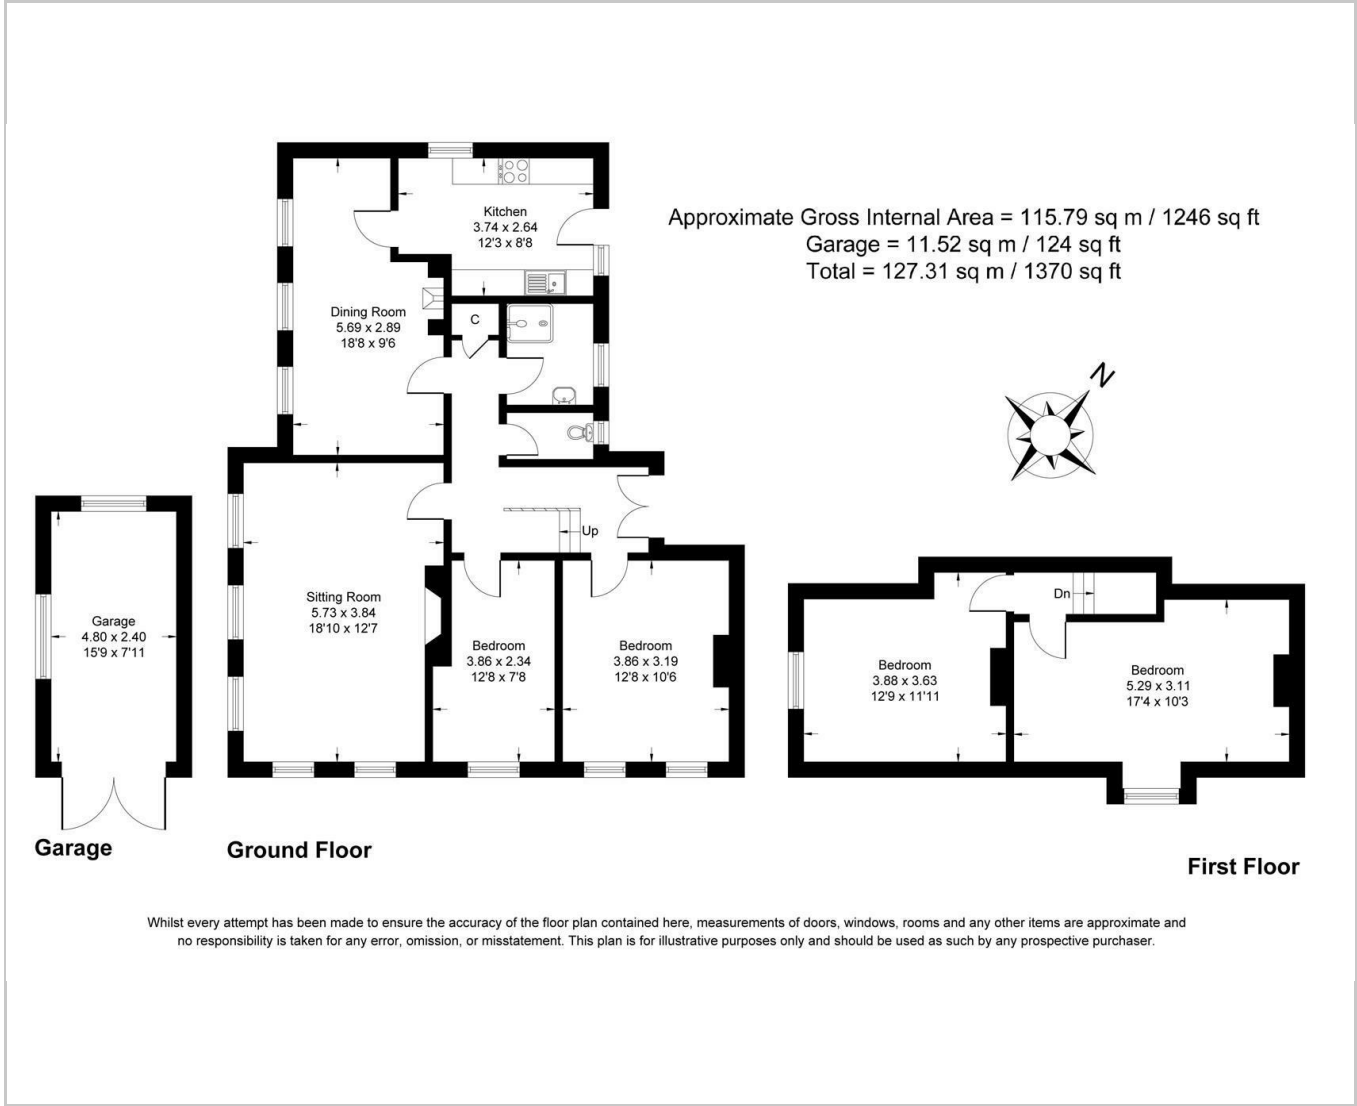 Approximate Gross Internal Area = 115.79 sq m / 1246 sq ft
Garage = 11.52 sq m / 124 sq ft
Total = 127.31 sq m / 1370 sq ft
N
Kitchen
3.74 x 2.64
12'3 x 8'8
Dining Room
5.69 x 2.89
18'8 x 9'6
C
Up
Sitting Room
5.73 x 3.84
18'10 x 12'7
Bedroom
3.86 x 2.34
12'8 x 7'8
Bedroom
3.86 x 3.19
12'8 x 10'6
Garage
4.80 x 2.40
15'9 x 7'11
Dn
Bedroom
3.88 x 3.63
12'9 x 11'11
Bedroom
5.29 x 3.11
17'4 x 10'3
Garage
Ground Floor
First Floor
Whilst every attempt has been made to ensure the accuracy of the floor plan contained here, measurements of doors, windows, rooms and any other items are approximate and
no responsibility is taken for any error, omission, or misstatement. This plan is for illustrative purposes only and should be used as such by any prospective purchaser.